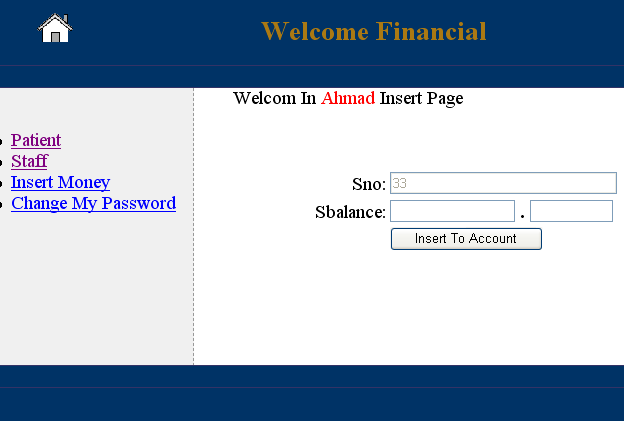 Welcome Financial
Welcom In Ahmad Insert Page
Patient
Staff
Insert Money
Change My Password
Sno: 33
Sbalance: .
Insert To Account